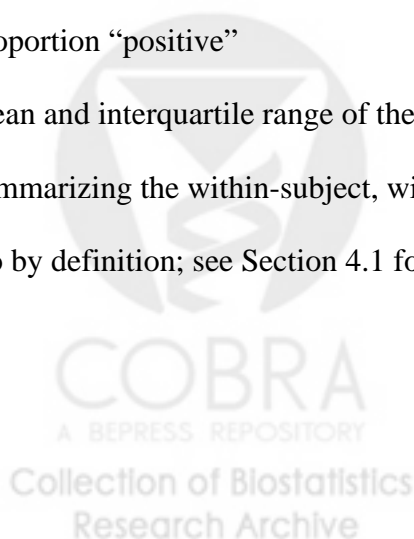 oportion “positive”
ean and interquartile range of the
mmarizing the within-subject, wi
o by definition; see Section 4.1 fo
COBRA
A BEPRESS REPOSITORY
Collection of Biostatistics
Research Archive